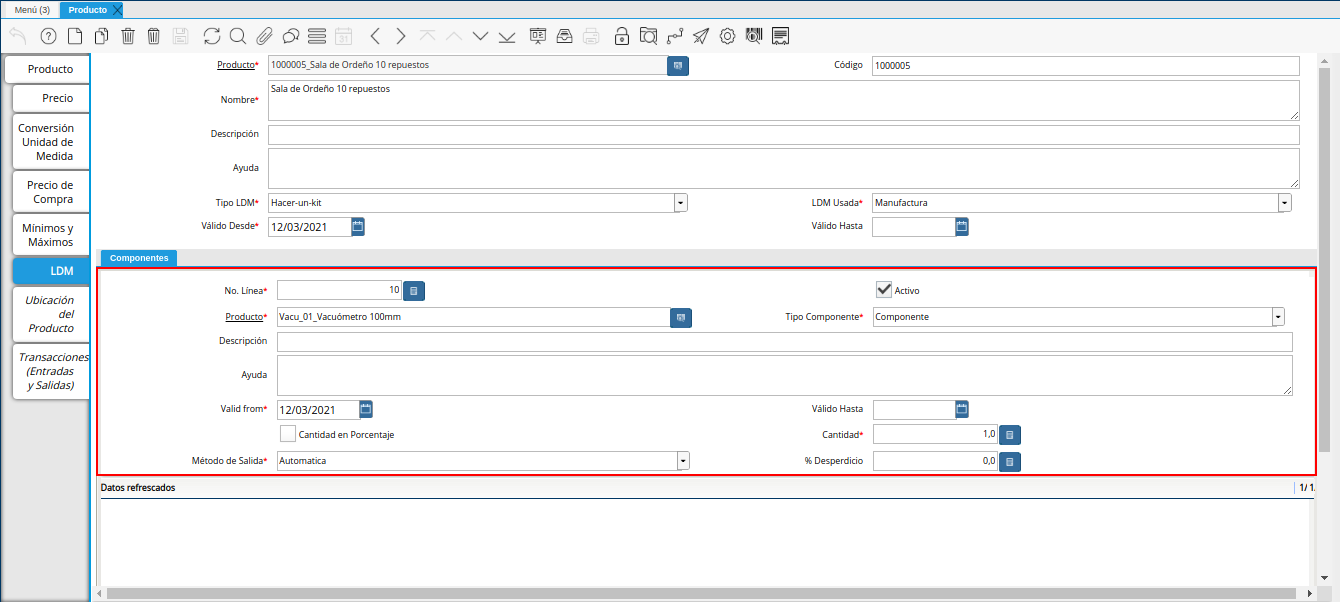 Menú (3) Producto
31
Producto
Precio
Conversión
Unidad de
Medida
Precio de
Compra
Mínimos y
Máximos
LDM
Ubicación
del
Producto
Transacciones
(Entradas
y Salidas)
Producto* 1000005_Sala de Ordeño 10 repuestos Código 1000005
Nombre* Sala de Ordeño 10 repuestos
Descripción
Ayuda
Tipo LDM* Hacer-un-kit LDM Usada* Manufactura
Válido Desde* 12/03/2021 Válido Hasta
Componentes
No. Línea* 10 Activo
Producto* Vacu_01_Vacuómetro 100mm Tipo Componente* Componente
Descripción
Ayuda
Valid from* 12/03/2021 Válido Hasta
Cantidad en Porcentaje Cantidad* 1,0
Método de Salida* Automatica % Desperdicio 0,0
Datos refrescados 1/ 1